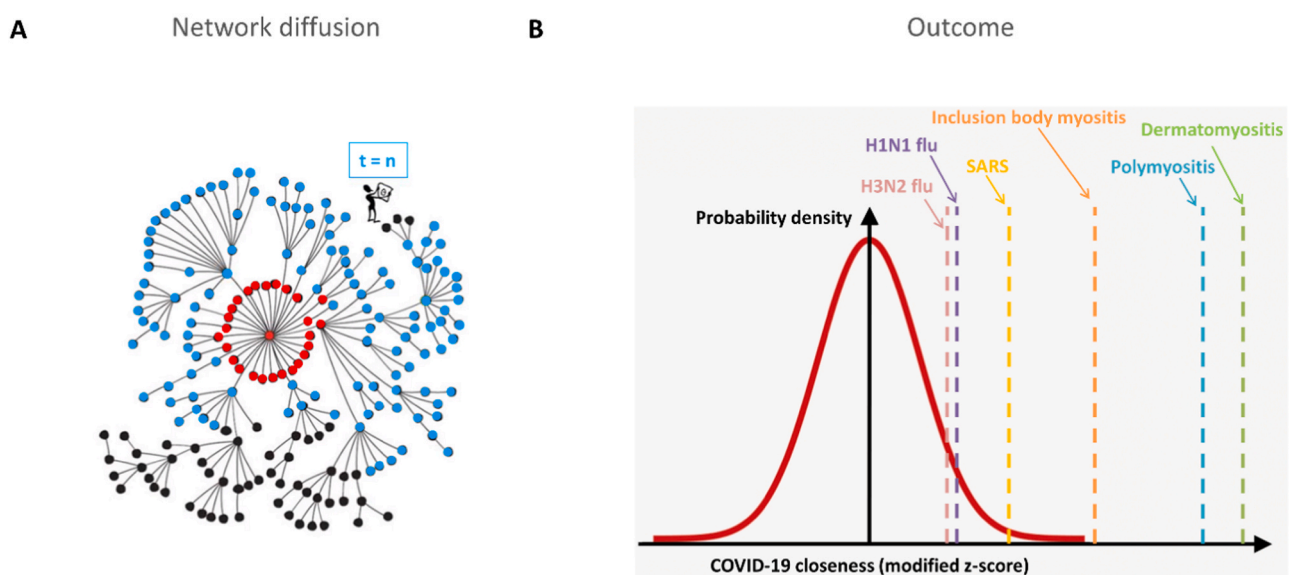 A
Network diffusion
t = n
B
Outcome
Inclusion body myositis
Dermatomyositis
H1N1 flu
SARS
Polymyositis
H3N2 flu
Probability density
COVID-19 closeness (modified z-score)